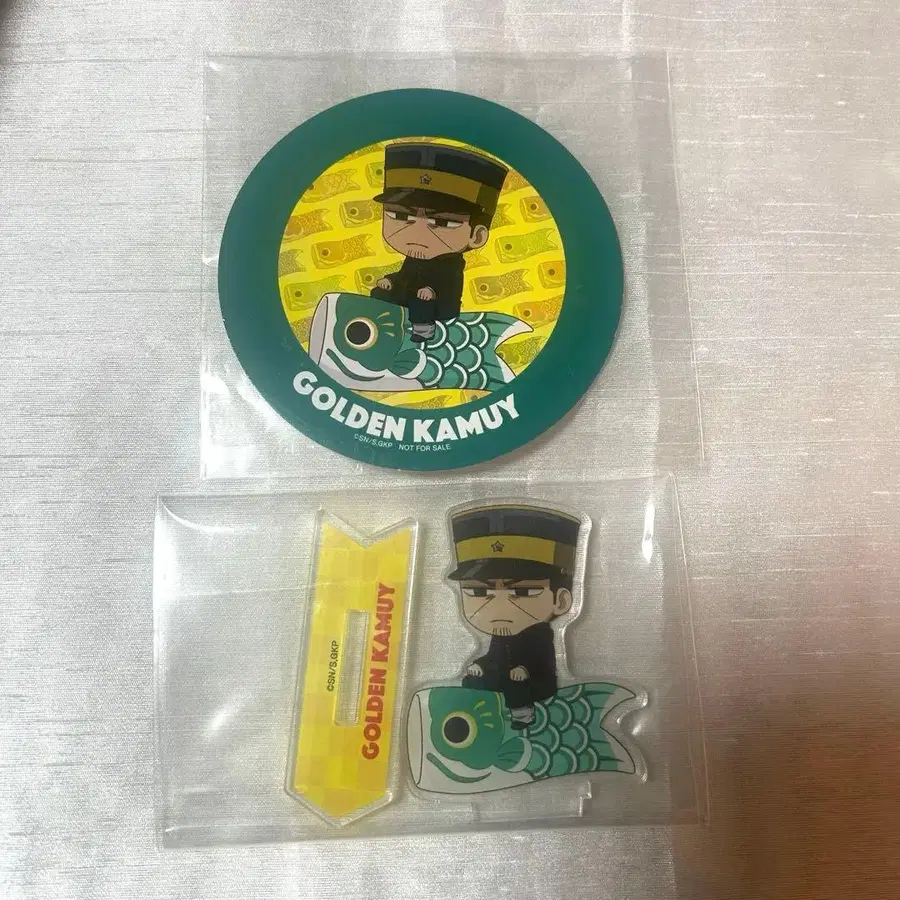 GOLDEN KAMUY
©SN/S,GKP NOT FOR SALE.
©SN/S,GKP
GOLDEN KAMUY